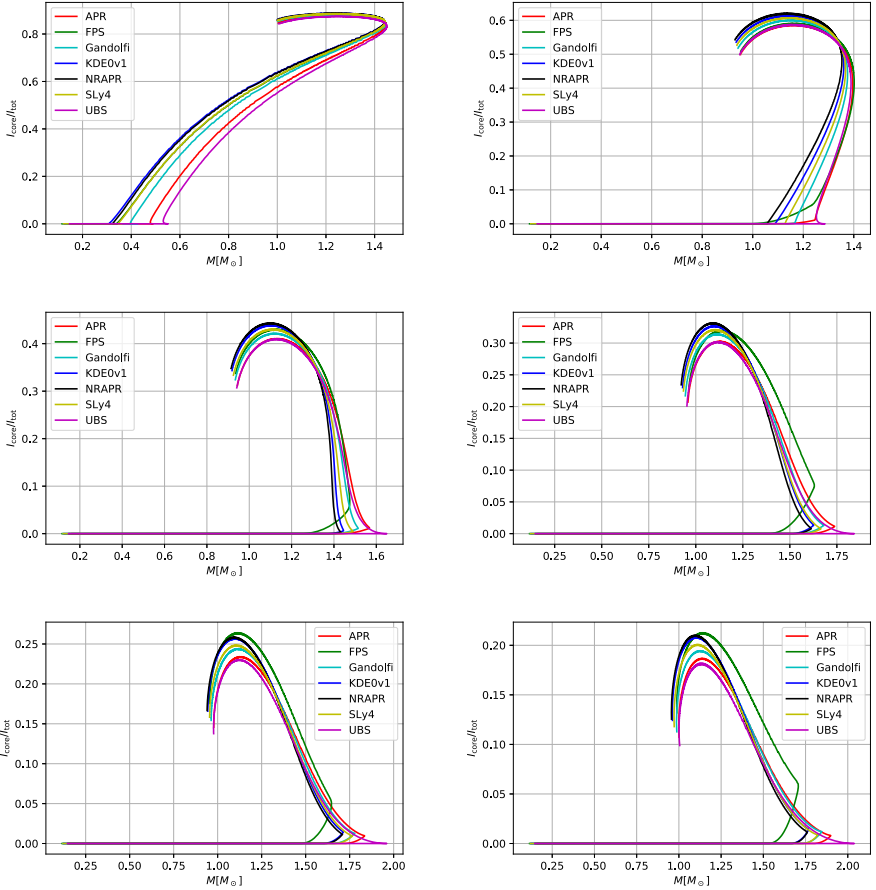 I_core/I_tot
0.8
0.6
0.4
0.2
0.0
APR
FPS
Gandolfi
KDE0v1
NRAPR
SLy4
UBS
0.2 0.4 0.6 0.8 1.0 1.2 1.4
M[M_⊙]
I_core/I_tot
0.6
0.5
0.4
0.3
0.2
0.1
0.0
APR
FPS
Gandolfi
KDE0v1
NRAPR
SLy4
UBS
0.2 0.4 0.6 0.8 1.0 1.2 1.4
M[M_⊙]
I_core/I_tot
0.4
0.3
0.2
0.1
0.0
APR
FPS
Gandolfi
KDE0v1
NRAPR
SLy4
UBS
0.2 0.4 0.6 0.8 1.0 1.2 1.4 1.6
M[M_⊙]
I_core/I_tot
0.30
0.25
0.20
0.15
0.10
0.05
0.00
APR
FPS
Gandolfi
KDE0v1
NRAPR
SLy4
UBS
0.25 0.50 0.75 1.00 1.25 1.50 1.75
M[M_⊙]
I_core/I_tot
0.25
0.20
0.15
0.10
0.05
0.00
APR
FPS
Gandolfi
KDE0v1
NRAPR
SLy4
UBS
0.25 0.50 0.75 1.00 1.25 1.50 1.75 2.00
M[M_⊙]
I_core/I_tot
0.20
0.15
0.10
0.05
0.00
APR
FPS
Gandolfi
KDE0v1
NRAPR
SLy4
UBS
0.25 0.50 0.75 1.00 1.25 1.50 1.75 2.00
M[M_⊙]